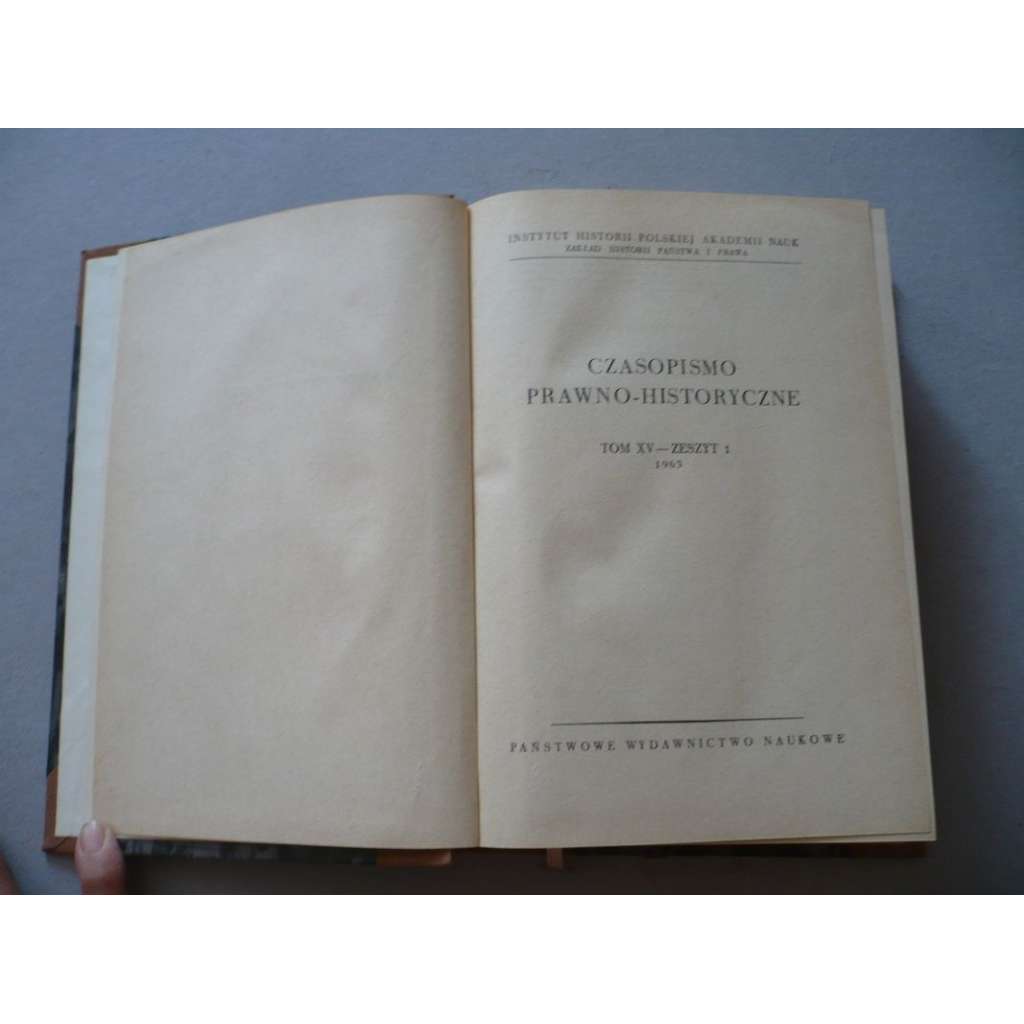 INSTYTUT HISTORII POLSKIEJ AKADEMII NAUK
ZAKŁAD HISTORII PAŃSTWA I PRAWA
CZASOPISMO
PRAWNO-HISTORYCZNE
TOM XV — ZESZYT 1
1963
PAŃSTWOWE WYDAWNICTWO NAUKOWE